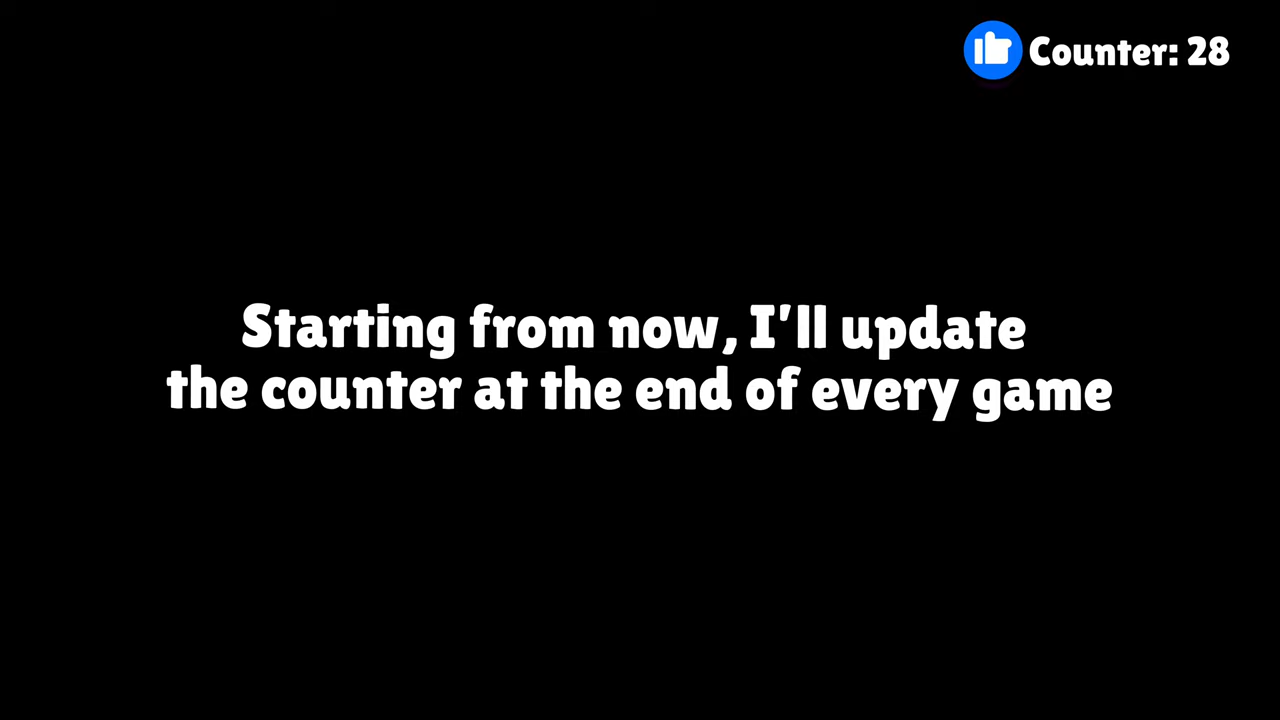 Counter: 28
Starting from now, I'll update
the counter at the end of every game